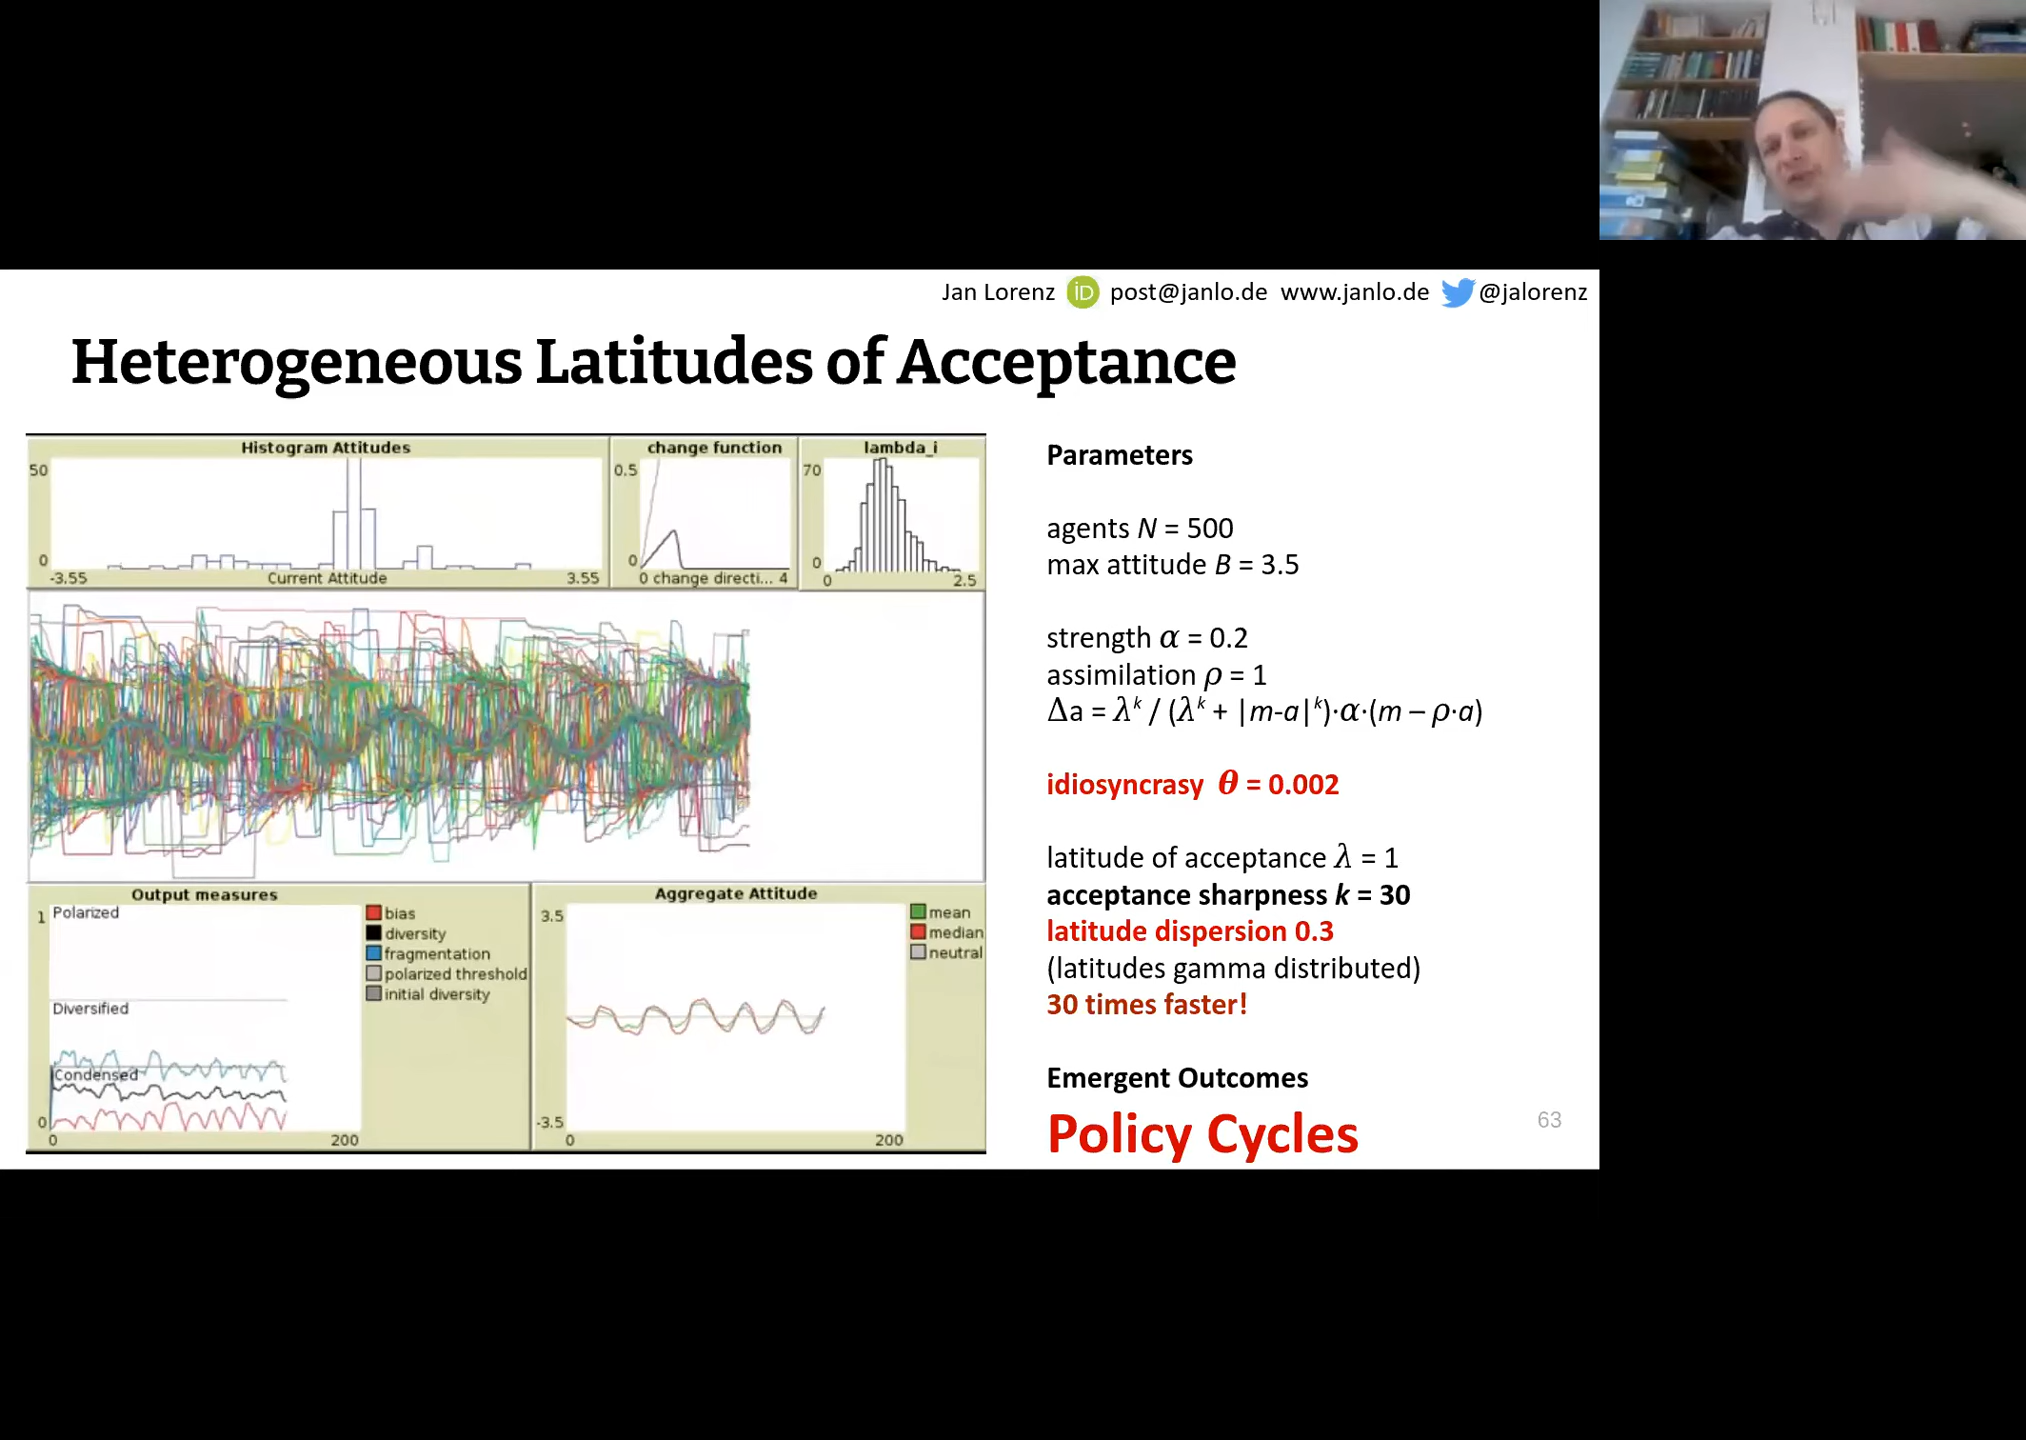 Jan Lorenz iD post@janlo.de www.janlo.de @jalorenz
Heterogeneous Latitudes of Acceptance
Histogram Attitudes
50
0
-3.55
Current Attitude
3.55
change function
0.5
0
0 change directi... 4
lambda_i
70
0
0
2.5
Output measures
1
Polarized
Diversified
Condensed
0
0
200
bias
diversity
fragmentation
polarized threshold
initial diversity
Aggregate Attitude
3.5
-3.5
0
200
mean
median
neutral
Parameters
agents N = 500
max attitude B = 3.5
strength α = 0.2
assimilation ρ = 1
Δa = λᵏ / (λᵏ + |m-a|ᵏ)·α·(m – ρ·a)
idiosyncrasy θ = 0.002
latitude of acceptance λ = 1
acceptance sharpness k = 30
latitude dispersion 0.3
(latitudes gamma distributed)
30 times faster!
Emergent Outcomes
Policy Cycles
63